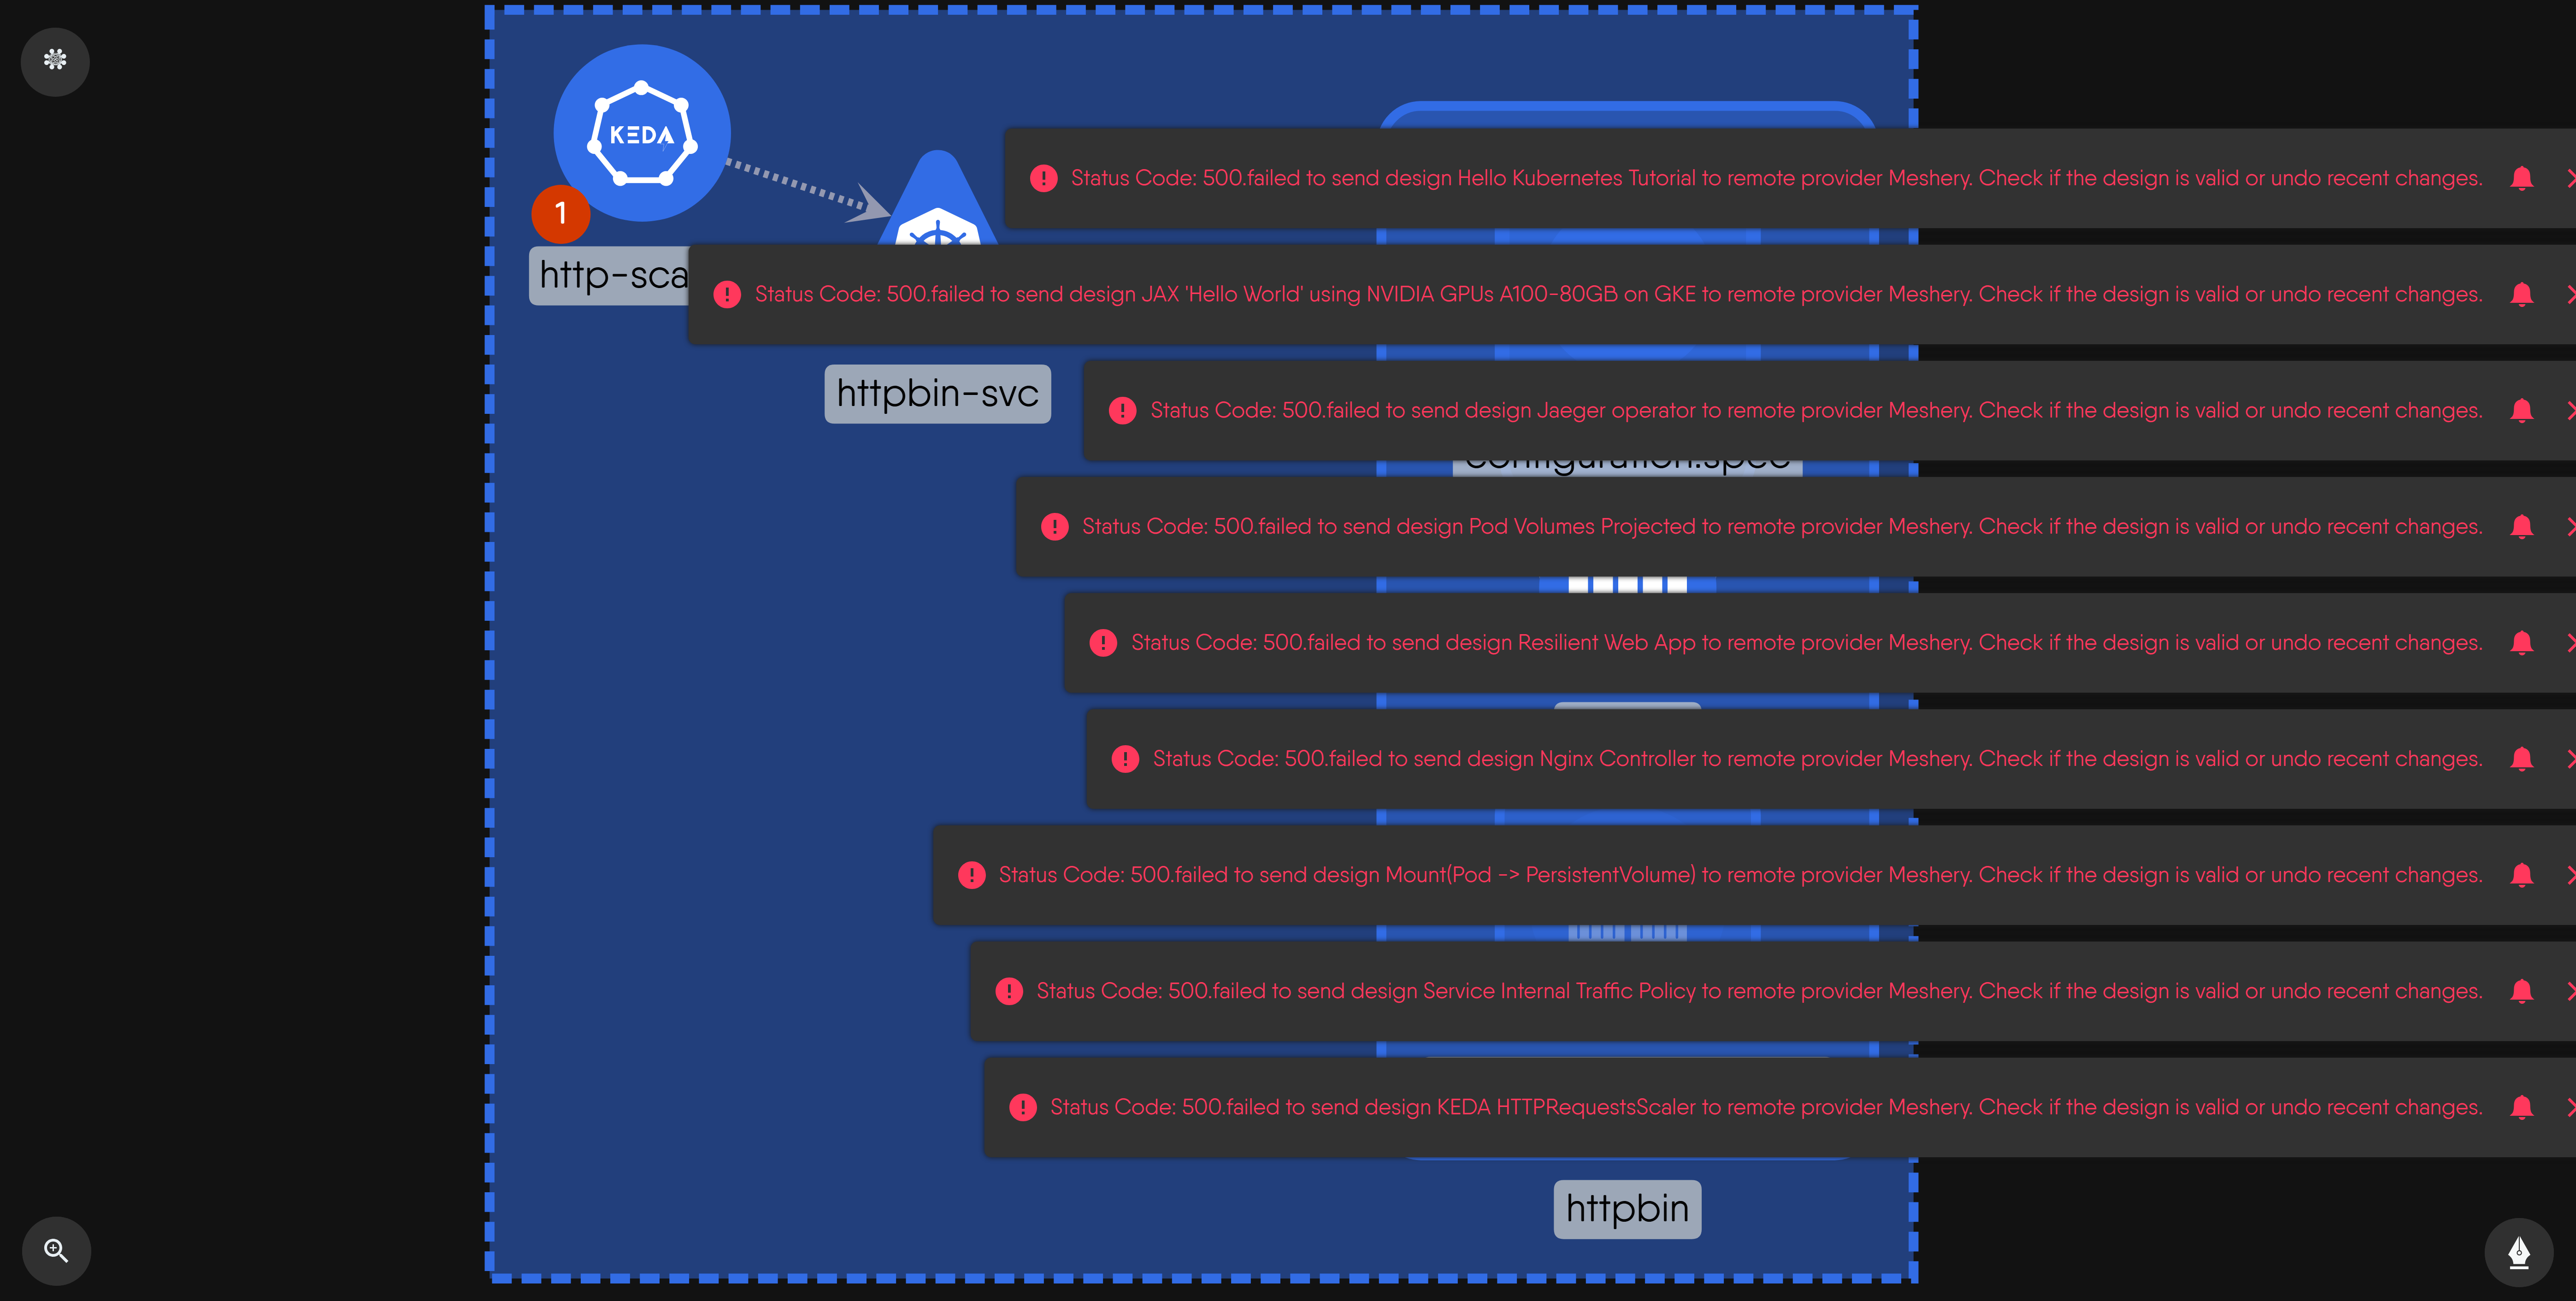 KEDA
Status Code: 500.failed to send design Hello Kubernetes Tutorial to remote provider Meshery. Check if the design is valid or undo recent changes.
1
http-sca
Status Code: 500.failed to send design JAX 'Hello World' using NVIDIA GPUs A100-80GB on GKE to remote provider Meshery. Check if the design is valid or undo recent changes.
httpbin-svc
Status Code: 500.failed to send design Jaeger operator to remote provider Meshery. Check if the design is valid or undo recent changes.
configuration.spec
Status Code: 500.failed to send design Pod Volumes Projected to remote provider Meshery. Check if the design is valid or undo recent changes.
Status Code: 500.failed to send design Resilient Web App to remote provider Meshery. Check if the design is valid or undo recent changes.
Status Code: 500.failed to send design Nginx Controller to remote provider Meshery. Check if the design is valid or undo recent changes.
Status Code: 500.failed to send design Mount(Pod -> PersistentVolume) to remote provider Meshery. Check if the design is valid or undo recent changes.
Status Code: 500.failed to send design Service Internal Traffic Policy to remote provider Meshery. Check if the design is valid or undo recent changes.
Status Code: 500.failed to send design KEDA HTTPRequestsScaler to remote provider Meshery. Check if the design is valid or undo recent changes.
httpbin